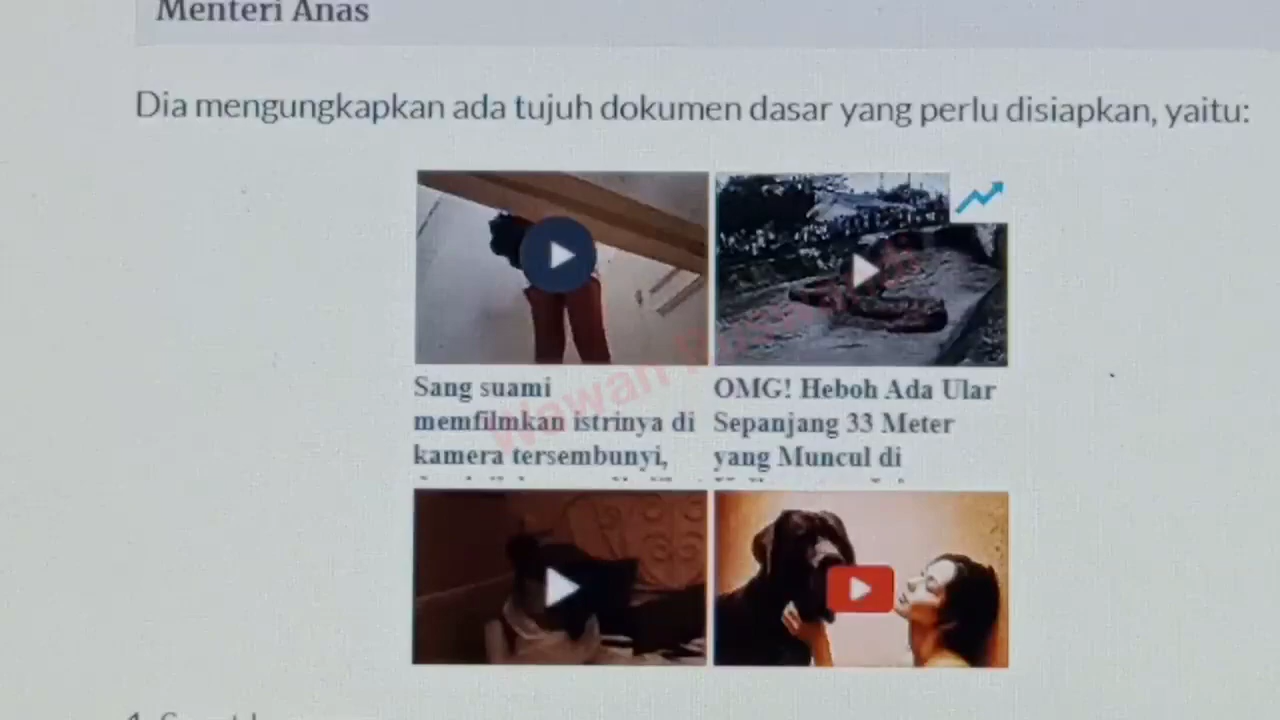 Menteri Anas
Dia mengungkapkan ada tujuh dokumen dasar yang perlu disiapkan, yaitu:
Sang suami
memfilmkan istrinya di
kamera tersembunyi,
OMG! Heboh Ada Ular
Sepanjang 33 Meter
yang Muncul di
Wawan